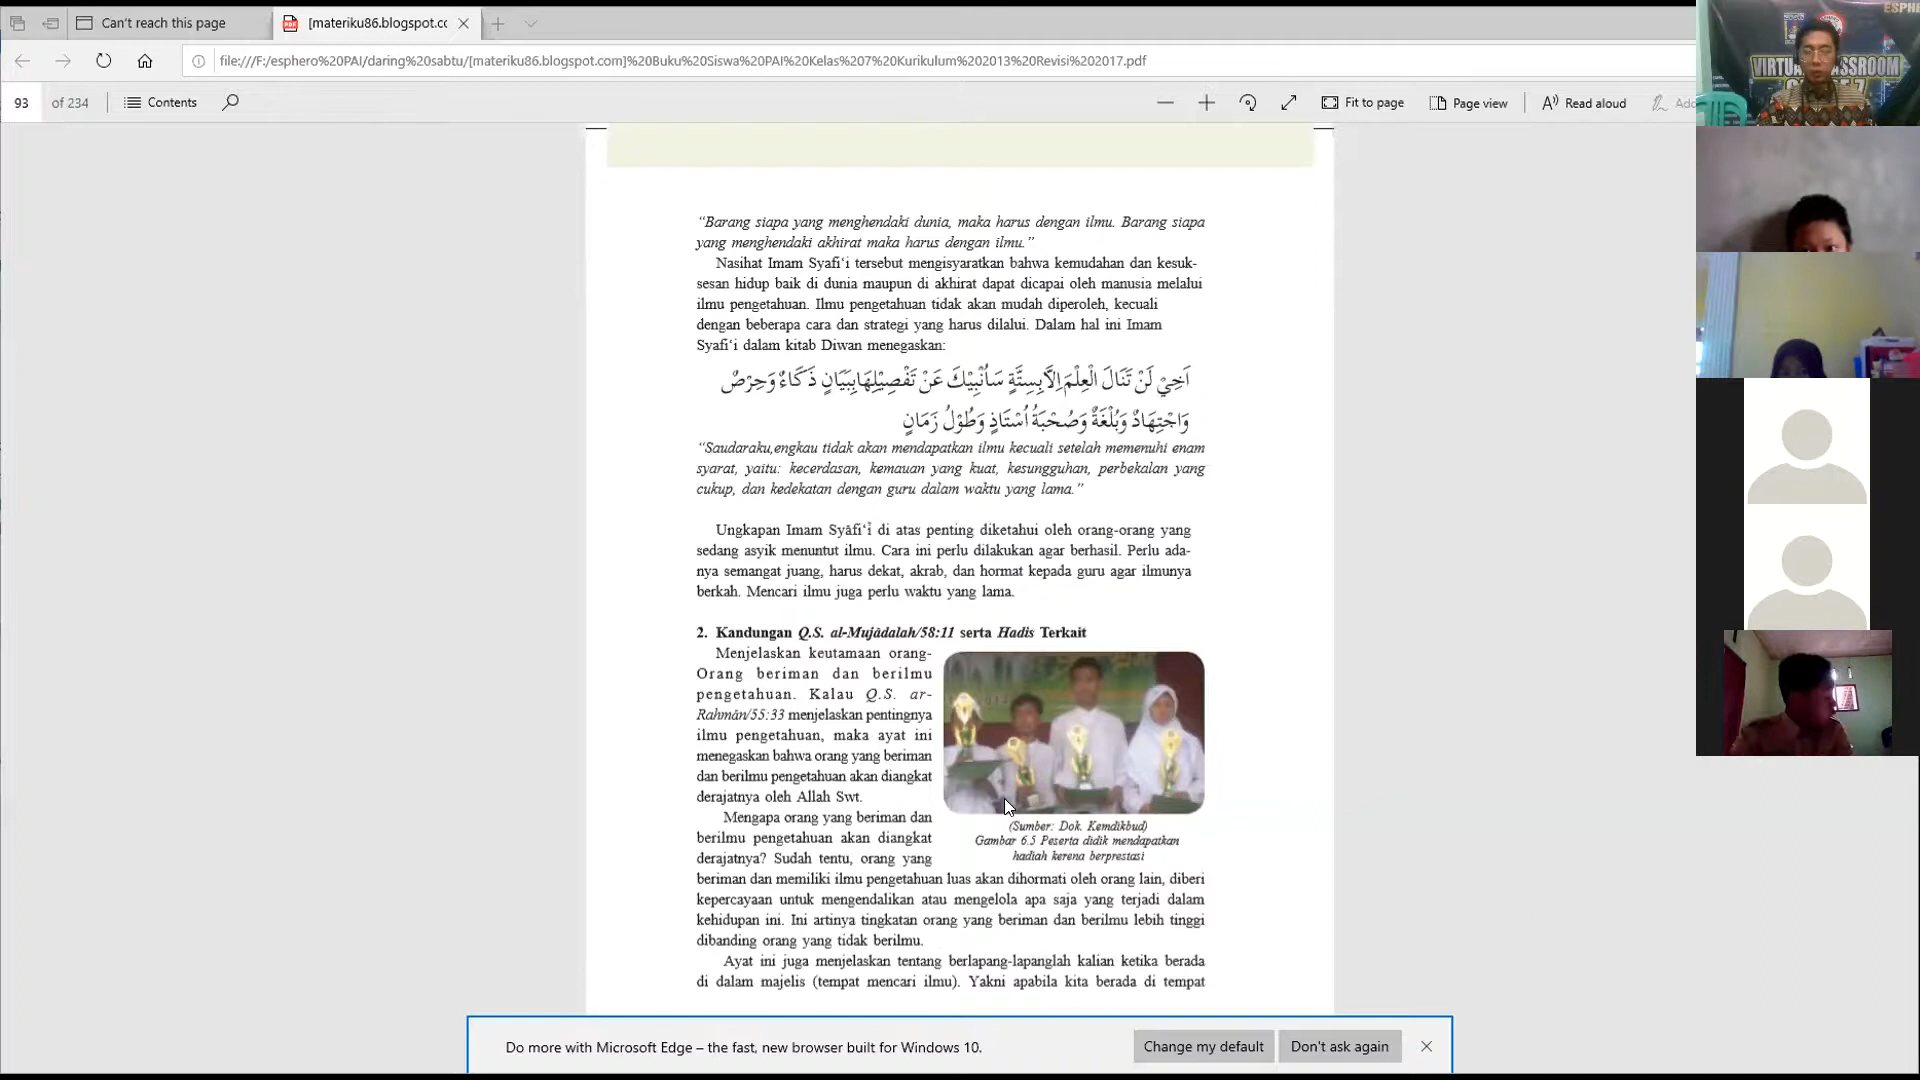 Can't reach this page
[materiku86.blogspot.cc
file:///F:/esphero%20PAI/daring%20sabtu/[materiku86.blogspot.com]%20Buku%20Siswa%20PAI%20Kelas%207%20Kurikulum%202013%20Revisi%202017.pdf
93 of 234
Contents
Fit to page
Page view
Read aloud
“Barang siapa yang menghendaki dunia, maka harus dengan ilmu. Barang siapa
yang menghendaki akhirat maka harus dengan ilmu.”
Nasihat Imam Syafi‘i tersebut mengisyaratkan bahwa kemudahan dan kesuk-
sesan hidup baik di dunia maupun di akhirat dapat dicapai oleh manusia melalui
ilmu pengetahuan. Ilmu pengetahuan tidak akan mudah diperoleh, kecuali
dengan beberapa cara dan strategi yang harus dilalui. Dalam hal ini Imam
Syafi‘i dalam kitab Diwan menegaskan:
اَخِيْ لَنْ تَنَالَ الْعِلْمَ اِلَّابِسِتَّةٍ سَأُنْبِيْكَ عَنْ تَفْصِيْلِهَابِبَيَانٍ ذَكَاءٌ وَحِرْصٌ
وَاجْتِهَادٌ وَبُلْغَةٌ وَصُحْبَةُ اُسْتَاذٍ وَطُوْلُ زَمَانٍ
“Saudaraku,engkau tidak akan mendapatkan ilmu kecuali setelah memenuhi enam
syarat, yaitu: kecerdasan, kemauan yang kuat, kesungguhan, perbekalan yang
cukup, dan kedekatan dengan guru dalam waktu yang lama.”
Ungkapan Imam Syāfi‘ī di atas penting diketahui oleh orang-orang yang
sedang asyik menuntut ilmu. Cara ini perlu dilakukan agar berhasil. Perlu ada-
nya semangat juang, harus dekat, akrab, dan hormat kepada guru agar ilmunya
berkah. Mencari ilmu juga perlu waktu yang lama.
2. Kandungan Q.S. al-Mujādalah/58:11 serta Hadis Terkait
Menjelaskan keutamaan orang-
Orang beriman dan berilmu
pengetahuan. Kalau Q.S. ar-
Rahmān/55:33 menjelaskan pentingnya
ilmu pengetahuan, maka ayat ini
menegaskan bahwa orang yang beriman
dan berilmu pengetahuan akan diangkat
derajatnya oleh Allah Swt.
Mengapa orang yang beriman dan
berilmu pengetahuan akan diangkat
derajatnya? Sudah tentu, orang yang
(Sumber: Dok. Kemdikbud)
Gambar 6.5 Peserta didik mendapatkan
hadiah kerena berprestasi
beriman dan memiliki ilmu pengetahuan luas akan dihormati oleh orang lain, diberi
kepercayaan untuk mengendalikan atau mengelola apa saja yang terjadi dalam
kehidupan ini. Ini artinya tingkatan orang yang beriman dan berilmu lebih tinggi
dibanding orang yang tidak berilmu.
Ayat ini juga menjelaskan tentang berlapang-lapanglah kalian ketika berada
di dalam majelis (tempat mencari ilmu). Yakni apabila kita berada di tempat
Do more with Microsoft Edge – the fast, new browser built for Windows 10.
Change my default
Don't ask again